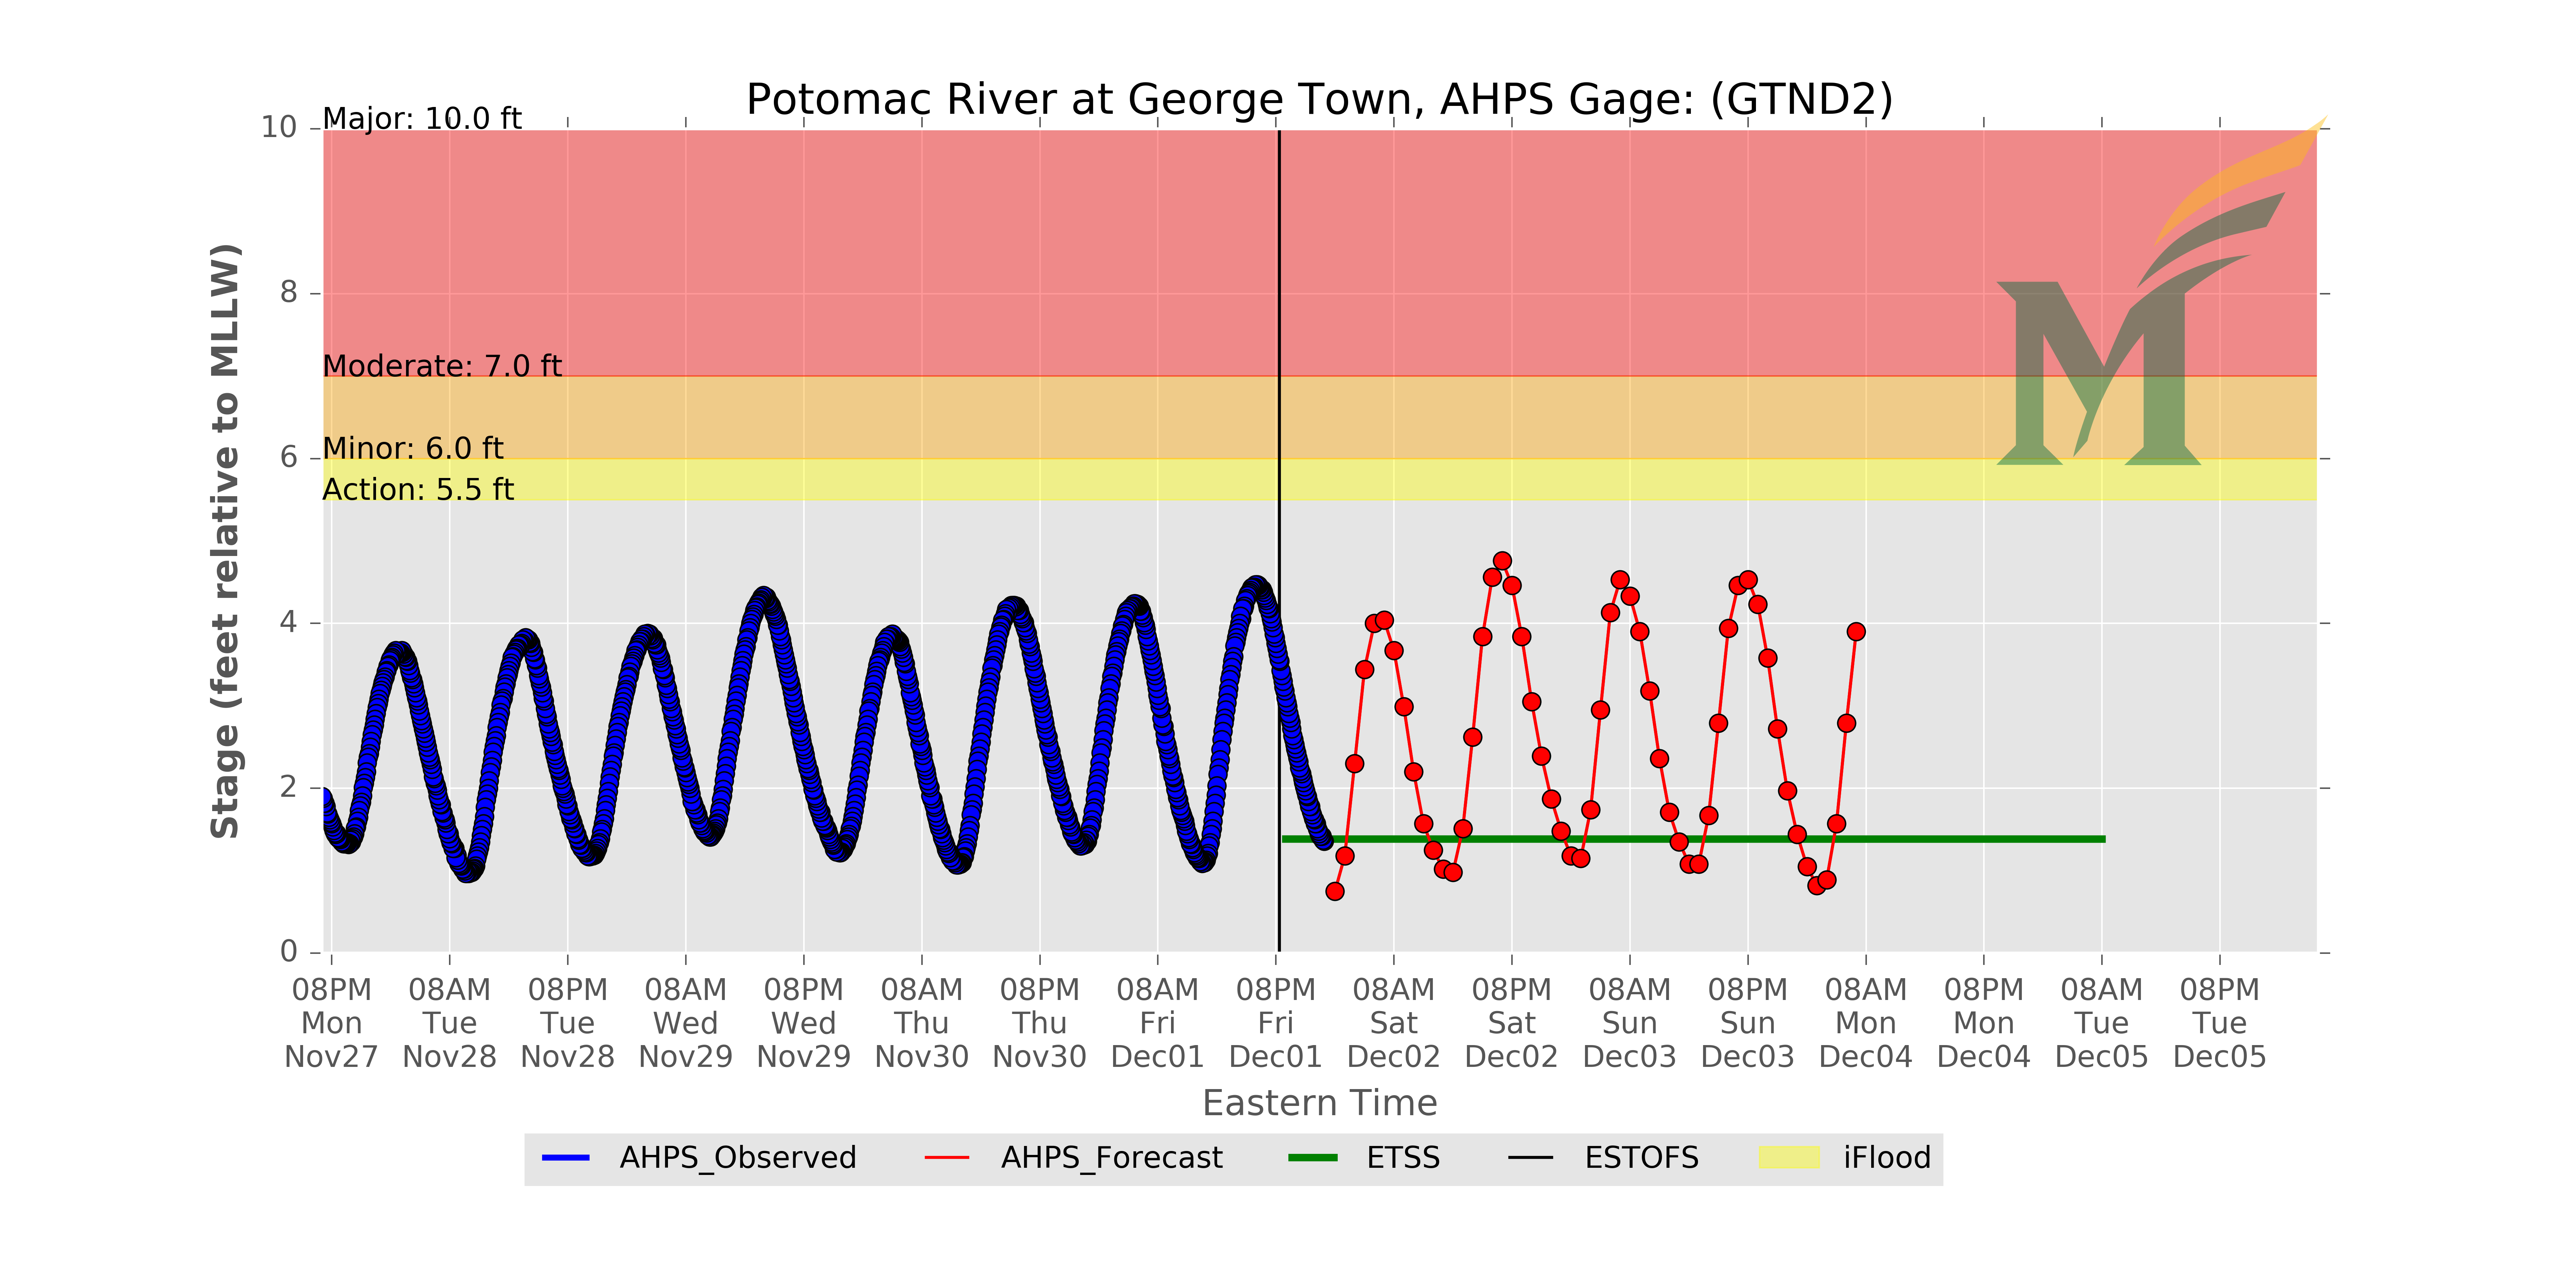 Potomac River at George Town, AHPS Gage: (GTND2)
Major: 10.0 ft
Moderate: 7.0 ft
Minor: 6.0 ft
Action: 5.5 ft
10
8
6
4
2
0
Stage (feet relative to MLLW)
08PM 08AM 08PM 08AM 08PM 08AM 08PM 08AM 08PM 08AM 08PM 08AM 08PM 08AM 08PM 08AM 08PM
Mon Tue Tue Wed Wed Thu Thu Fri Fri Sat Sat Sun Sun Mon Mon Tue Tue
Nov27 Nov28 Nov28 Nov29 Nov29 Nov30 Nov30 Dec01 Dec01 Dec02 Dec02 Dec03 Dec03 Dec04 Dec04 Dec05 Dec05
Eastern Time
AHPS_Observed AHPS_Forecast ETSS ESTOFS iFlood
M